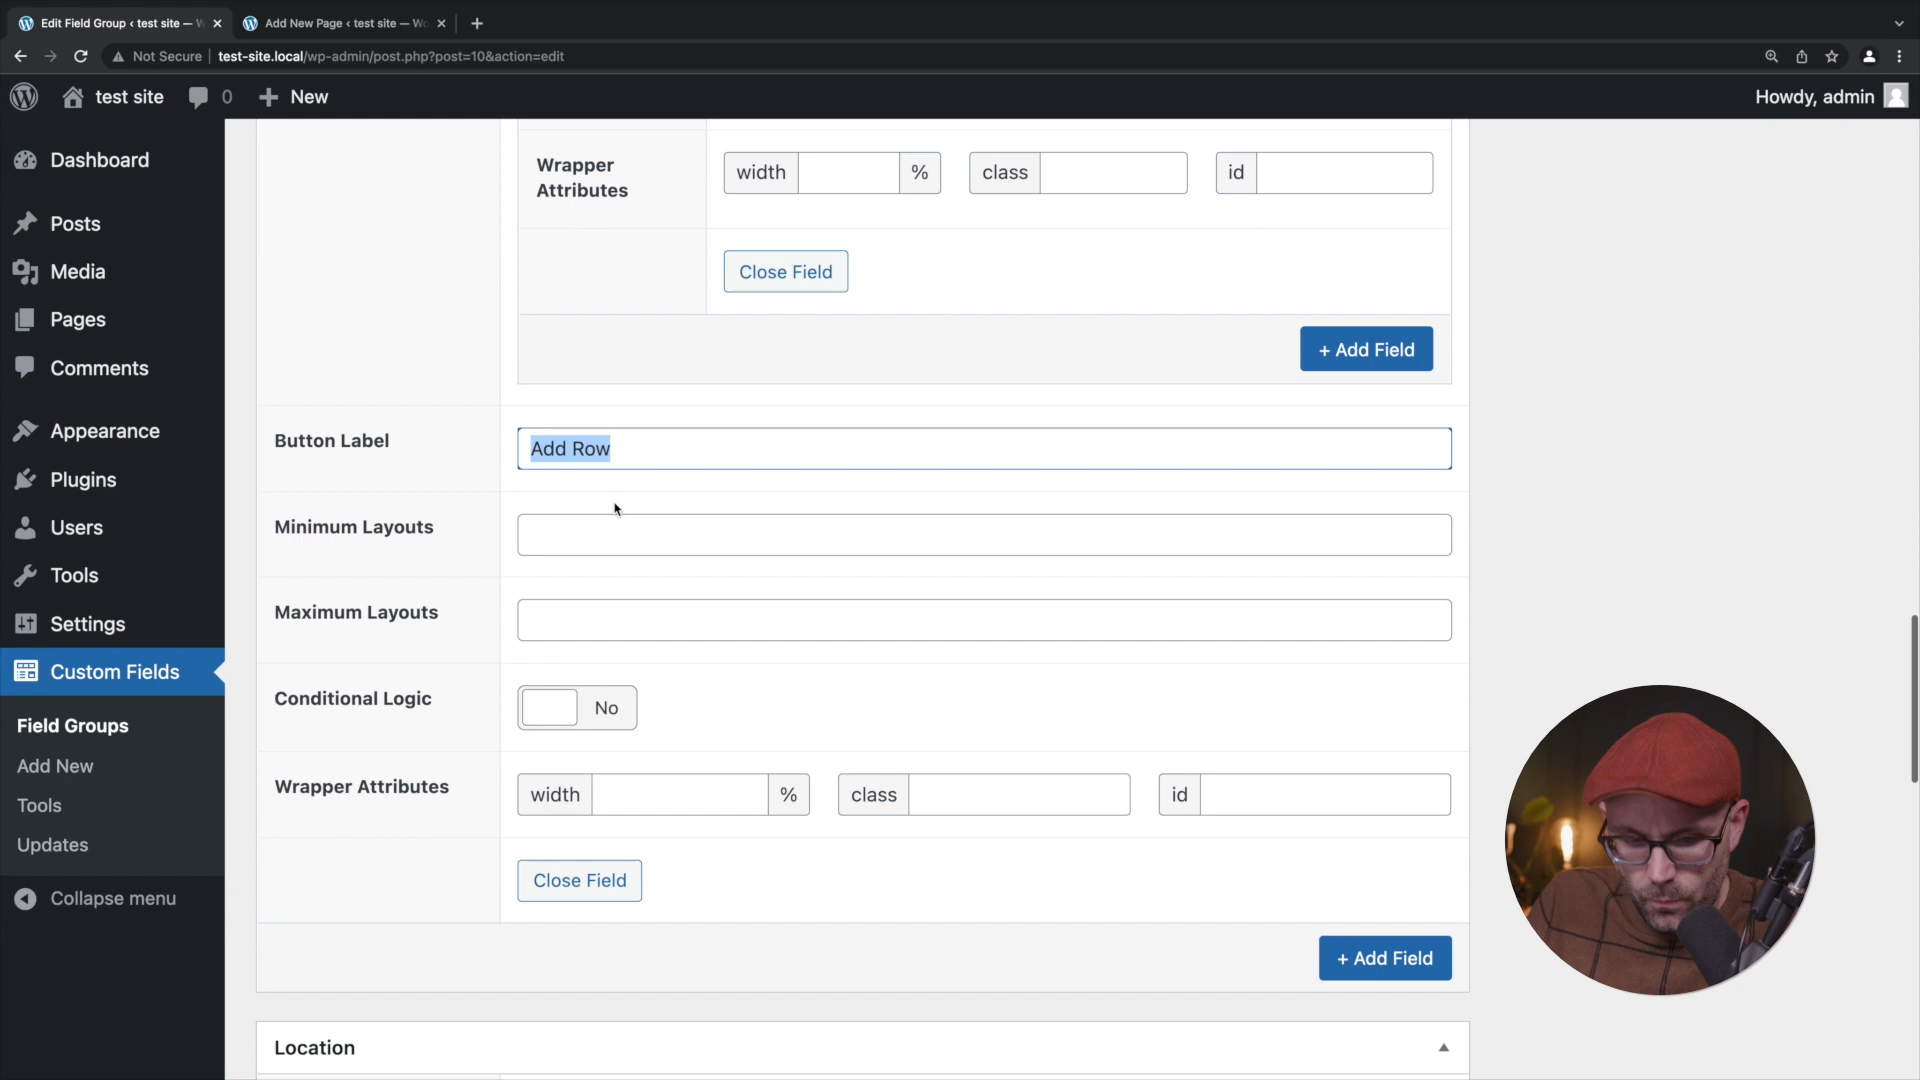 Edit Field Group ‹ test site — W
Add New Page ‹ test site — Wo
Not Secure
test-site.local/wp-admin/post.php?post=10&action=edit
test site
0
New
Howdy, admin
Dashboard
Posts
Media
Pages
Comments
Appearance
Plugins
Users
Tools
Settings
Custom Fields
Field Groups
Add New
Tools
Updates
Collapse menu
Wrapper
Attributes
width
%
class
id
Close Field
+ Add Field
Button Label
Add Row
Minimum Layouts
Maximum Layouts
Conditional Logic
No
Wrapper Attributes
width
%
class
id
Close Field
+ Add Field
Location